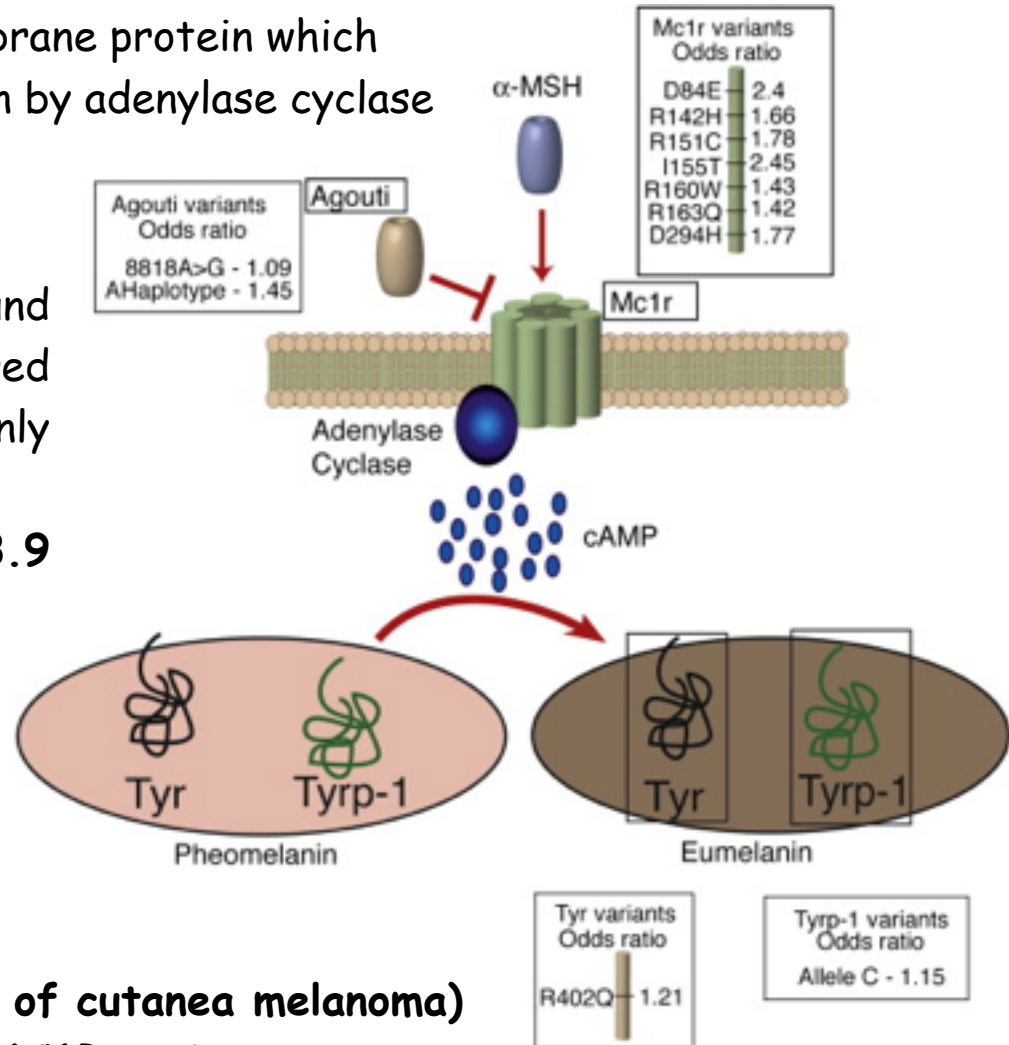 orane protein which
n by adenylase cyclase
Mc1r variants
Odds ratio
D84E 2.4
R142H 1.66
R151C 1.78
I155T 2.45
R160W 1.43
R163Q 1.42
D294H 1.77
α-MSH
Agouti variants
Odds ratio
8818A>G - 1.09
AHaplotype - 1.45
Agouti
Mc1r
and
ed
nly
3.9
Adenylase
Cyclase
cAMP
Tyr
Tyrp-1
Pheomelanin
Tyr
Tyrp-1
Eumelanin
Tyr variants
Odds ratio
R402Q 1.21
Tyrp-1 variants
Odds ratio
Allele C - 1.15
of cutanea melanoma)